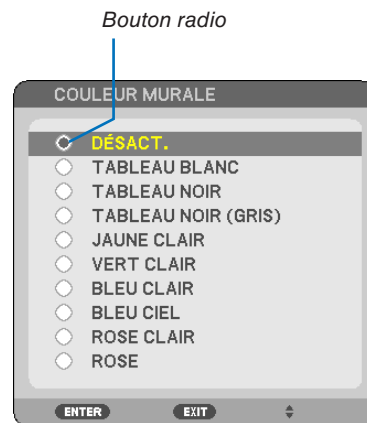 Bouton radio
COULEUR MURALE
DÉSACT.
TABLEAU BLANC
TABLEAU NOIR
TABLEAU NOIR (GRIS)
JAUNE CLAIR
VERT CLAIR
BLEU CLAIR
BLEU CIEL
ROSE CLAIR
ROSE
ENTER EXIT